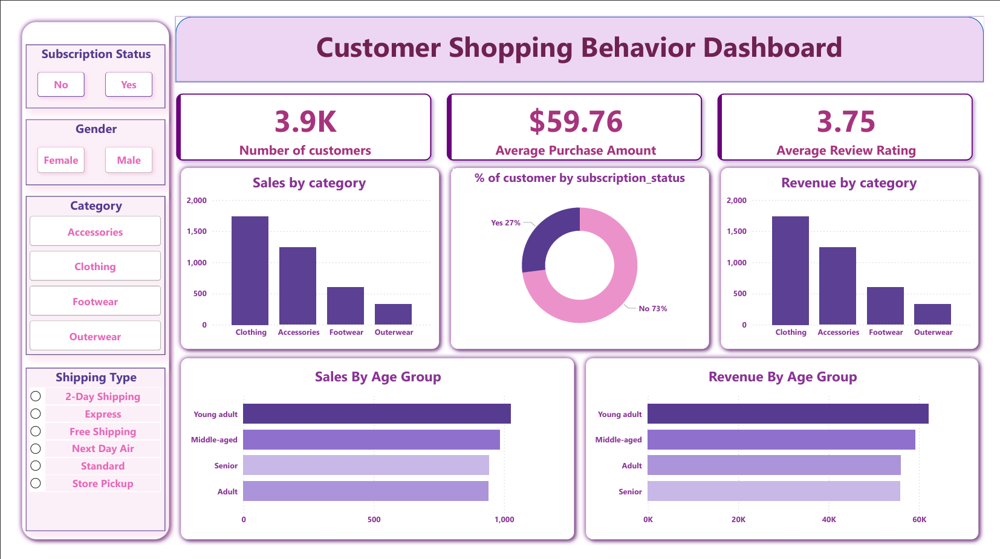 Customer Shopping Behavior Dashboard
Subscription Status
No
Yes
Gender
Female
Male
Category
Accessories
Clothing
Footwear
Outerwear
Shipping Type
2-Day Shipping
Express
Free Shipping
Next Day Air
Standard
Store Pickup
3.9K
Number of customers
$59.76
Average Purchase Amount
3.75
Average Review Rating
Sales by category
2,000
1,500
1,000
500
0
Clothing Accessories Footwear Outerwear
% of customer by subscription_status
Yes 27%
No 73%
Revenue by category
2,000
1,500
1,000
500
0
Clothing Accessories Footwear Outerwear
Sales By Age Group
Young adult
Middle-aged
Senior
Adult
0 500 1,000
Revenue By Age Group
Young adult
Middle-aged
Adult
Senior
0K 20K 40K 60K